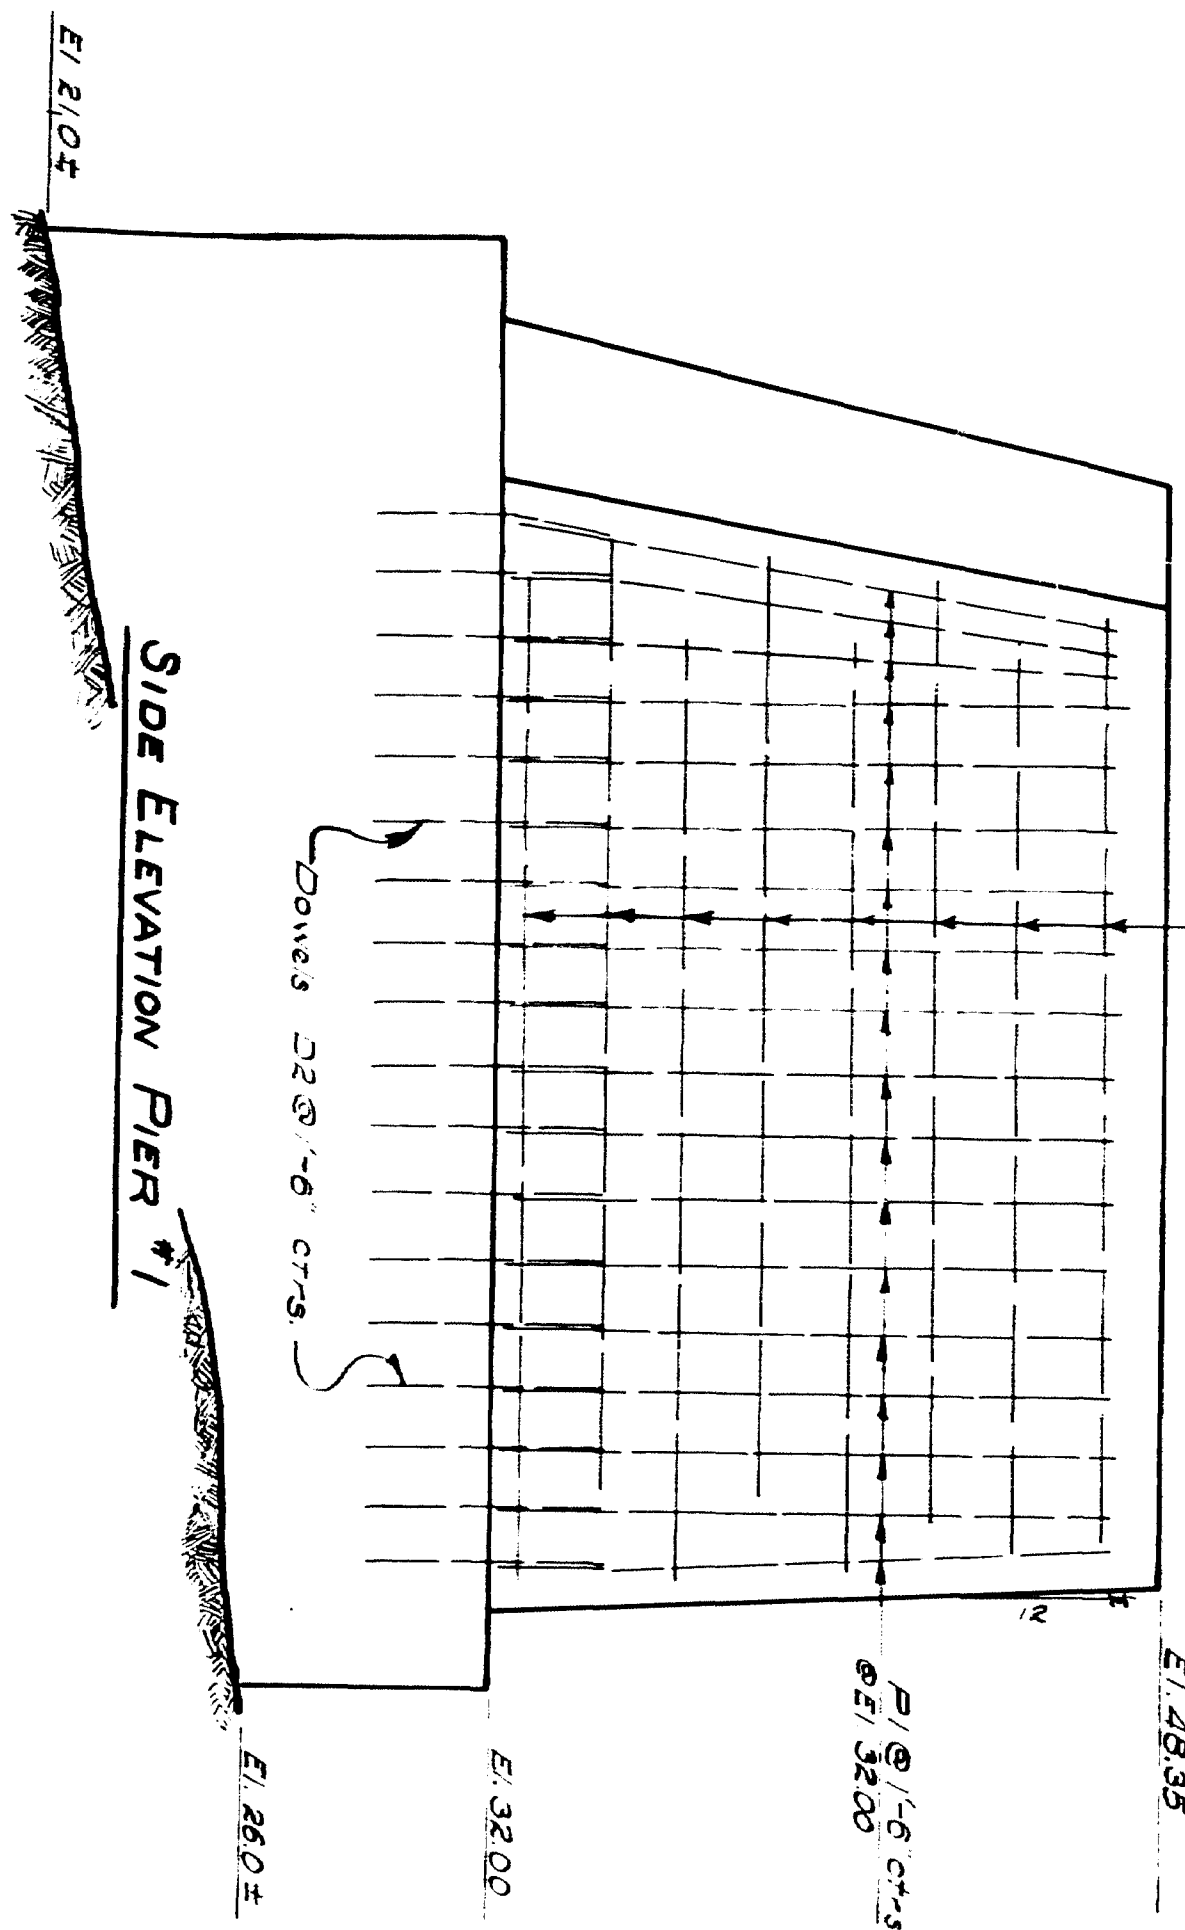 El. 48.35
P1 @ 1'-6" ctrs
@ El 32.00
12
1
El. 32.00
El. 26.0±
El 21.0±
Dowels D2 @ 1'-6" ctrs.
SIDE ELEVATION PIER #1